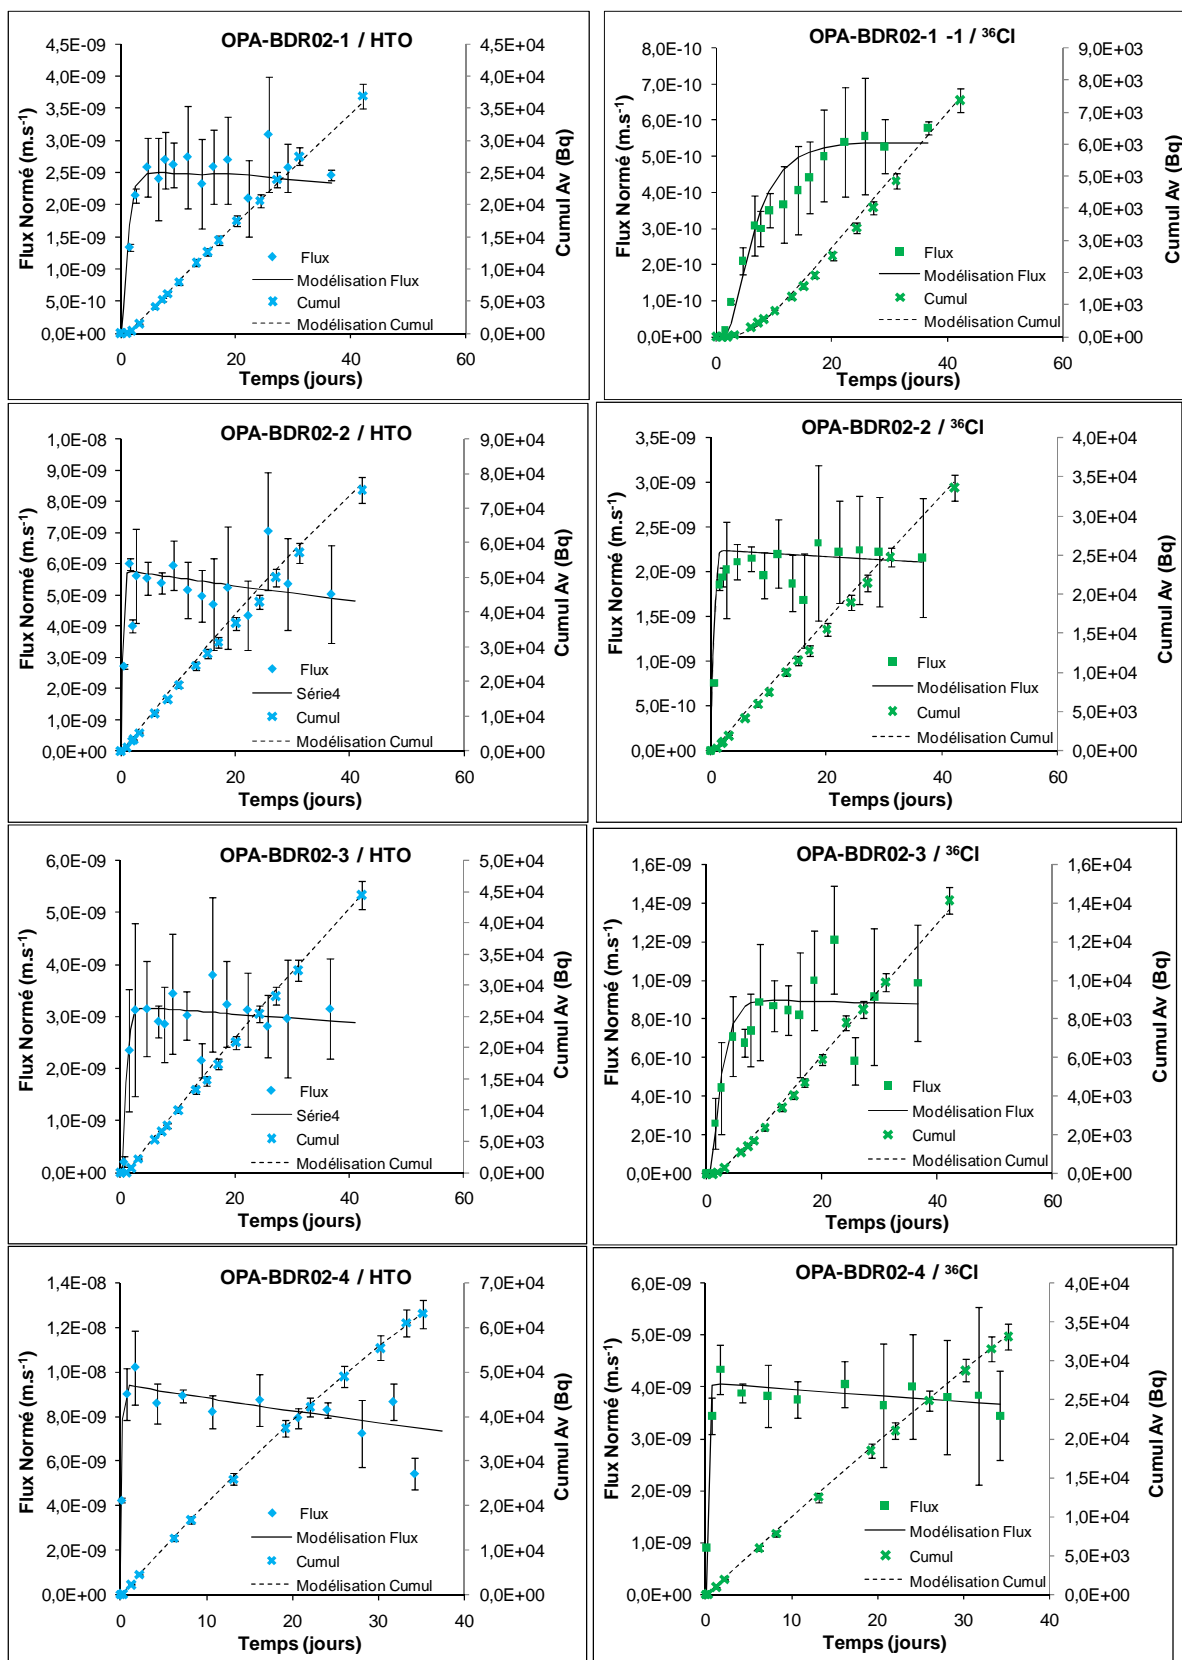 OPA-BDR02-1 / HTO
4,5E-09
4,0E-09
3,5E-09
3,0E-09
2,5E-09
2,0E-09
1,5E-09
1,0E-09
5,0E-10
0,0E+00
Flux Normé (m.s-1)
4,5E+04
4,0E+04
3,5E+04
3,0E+04
2,5E+04
2,0E+04
1,5E+04
1,0E+04
5,0E+03
0,0E+00
Cumul Av (Bq)
Flux
Modélisation Flux
Cumul
Modélisation Cumul
0 20 40 60
Temps (jours)
OPA-BDR02-1 -1 / 36Cl
8,0E-10
7,0E-10
6,0E-10
5,0E-10
4,0E-10
3,0E-10
2,0E-10
1,0E-10
0,0E+00
Flux Normé (m.s-1)
9,0E+03
8,0E+03
7,0E+03
6,0E+03
5,0E+03
4,0E+03
3,0E+03
2,0E+03
1,0E+03
0,0E+00
Cumul Av (Bq)
Flux
Modélisation Flux
Cumul
Modélisation Cumul
0 20 40 60
Temps (jours)
OPA-BDR02-2 / HTO
1,0E-08
9,0E-09
8,0E-09
7,0E-09
6,0E-09
5,0E-09
4,0E-09
3,0E-09
2,0E-09
1,0E-09
0,0E+00
Flux Normé (m.s-1)
9,0E+04
8,0E+04
7,0E+04
6,0E+04
5,0E+04
4,0E+04
3,0E+04
2,0E+04
1,0E+04
0,0E+00
Cumul Av (Bq)
Flux
Série4
Cumul
Modélisation Cumul
0 20 40 60
Temps (jours)
OPA-BDR02-2 / 36Cl
3,5E-09
3,0E-09
2,5E-09
2,0E-09
1,5E-09
1,0E-09
5,0E-10
0,0E+00
Flux Normé (m.s-1)
4,0E+04
3,5E+04
3,0E+04
2,5E+04
2,0E+04
1,5E+04
1,0E+04
5,0E+03
0,0E+00
Cumul Av (Bq)
Flux
Modélisation Flux
Cumul
Modélisation Cumul
0 20 40 60
Temps (jours)
OPA-BDR02-3 / HTO
6,0E-09
5,0E-09
4,0E-09
3,0E-09
2,0E-09
1,0E-09
0,0E+00
Flux Normé (m.s-1)
5,0E+04
4,5E+04
4,0E+04
3,5E+04
3,0E+04
2,5E+04
2,0E+04
1,5E+04
1,0E+04
5,0E+03
0,0E+00
Cumul Av (Bq)
Flux
Série4
Cumul
Modélisation Cumul
0 20 40 60
Temps (jours)
OPA-BDR02-3 / 36Cl
1,6E-09
1,4E-09
1,2E-09
1,0E-09
8,0E-10
6,0E-10
4,0E-10
2,0E-10
0,0E+00
Flux Normé (m.s-1)
1,6E+04
1,4E+04
1,2E+04
1,0E+04
8,0E+03
6,0E+03
4,0E+03
2,0E+03
0,0E+00
Cumul Av (Bq)
Flux
Modélisation Flux
Cumul
Modélisation Cumul
0 20 40 60
Temps (jours)
OPA-BDR02-4 / HTO
1,4E-08
1,2E-08
1,0E-08
8,0E-09
6,0E-09
4,0E-09
2,0E-09
0,0E+00
Flux Normé (m.s-1)
7,0E+04
6,0E+04
5,0E+04
4,0E+04
3,0E+04
2,0E+04
1,0E+04
0,0E+00
Cumul Av (Bq)
Flux
Modélisation Flux
Cumul
Modélisation Cumul
0 10 20 30 40
Temps (jours)
OPA-BDR02-4 / 36Cl
6,0E-09
5,0E-09
4,0E-09
3,0E-09
2,0E-09
1,0E-09
0,0E+00
Flux Normé (m.s-1)
4,0E+04
3,5E+04
3,0E+04
2,5E+04
2,0E+04
1,5E+04
1,0E+04
5,0E+03
0,0E+00
Cumul Av (Bq)
Flux
Modélisation Flux
Cumul
Modélisation Cumul
0 10 20 30 40
Temps (jours)